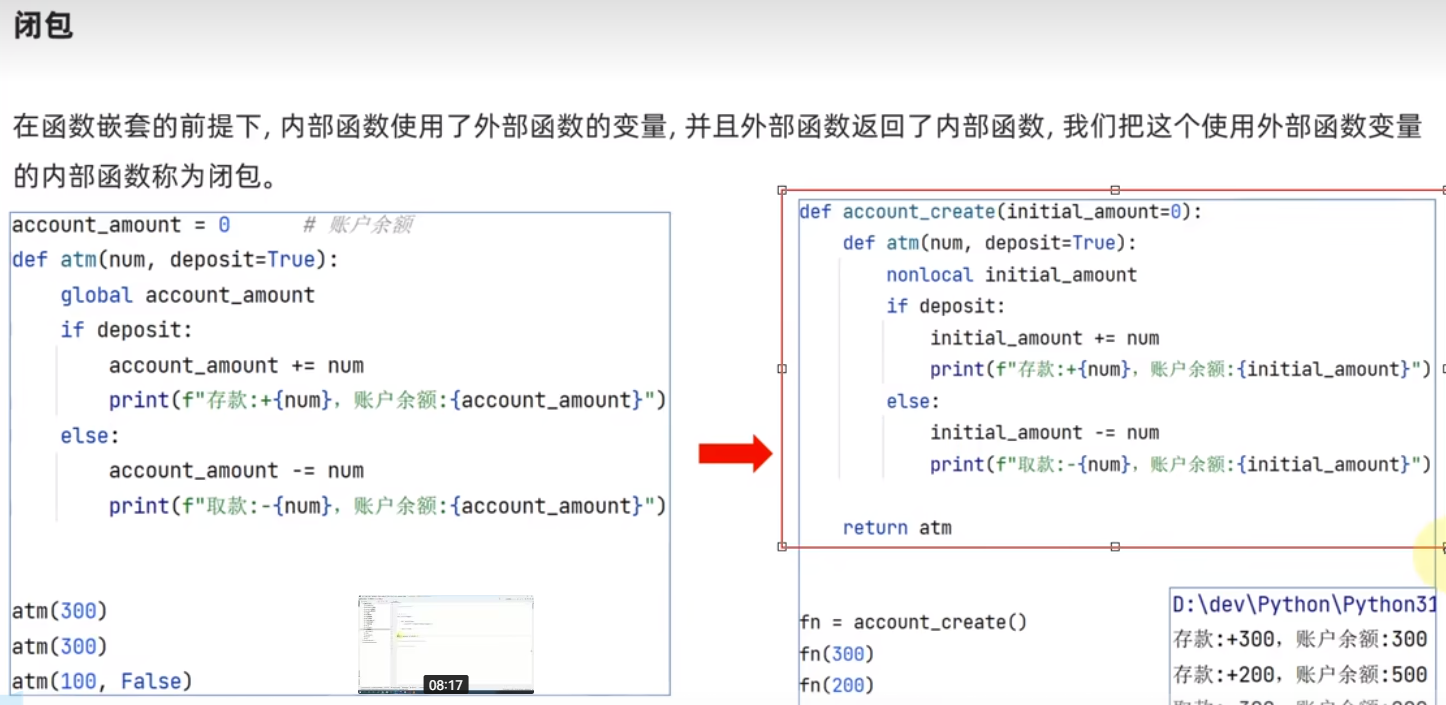 闭包
在函数嵌套的前提下, 内部函数使用了外部函数的变量, 并且外部函数返回了内部函数, 我们把这个使用外部函数变量
的内部函数称为闭包。
account_amount = 0 # 账户余额
def atm(num, deposit=True):
global account_amount
if deposit:
account_amount += num
print(f"存款:+{num}, 账户余额:{account_amount}")
else:
account_amount -= num
print(f"取款:-{num}, 账户余额:{account_amount}")
atm(300)
atm(300)
atm(100, False)
08:17
def account_create(initial_amount=0):
def atm(num, deposit=True):
nonlocal initial_amount
if deposit:
initial_amount += num
print(f"存款:+{num}, 账户余额:{initial_amount}")
else:
initial_amount -= num
print(f"取款:-{num}, 账户余额:{initial_amount}")
return atm
fn = account_create()
fn(300)
fn(200)
D:\dev\Python\Python31
存款:+300, 账户余额:300
存款:+200, 账户余额:500